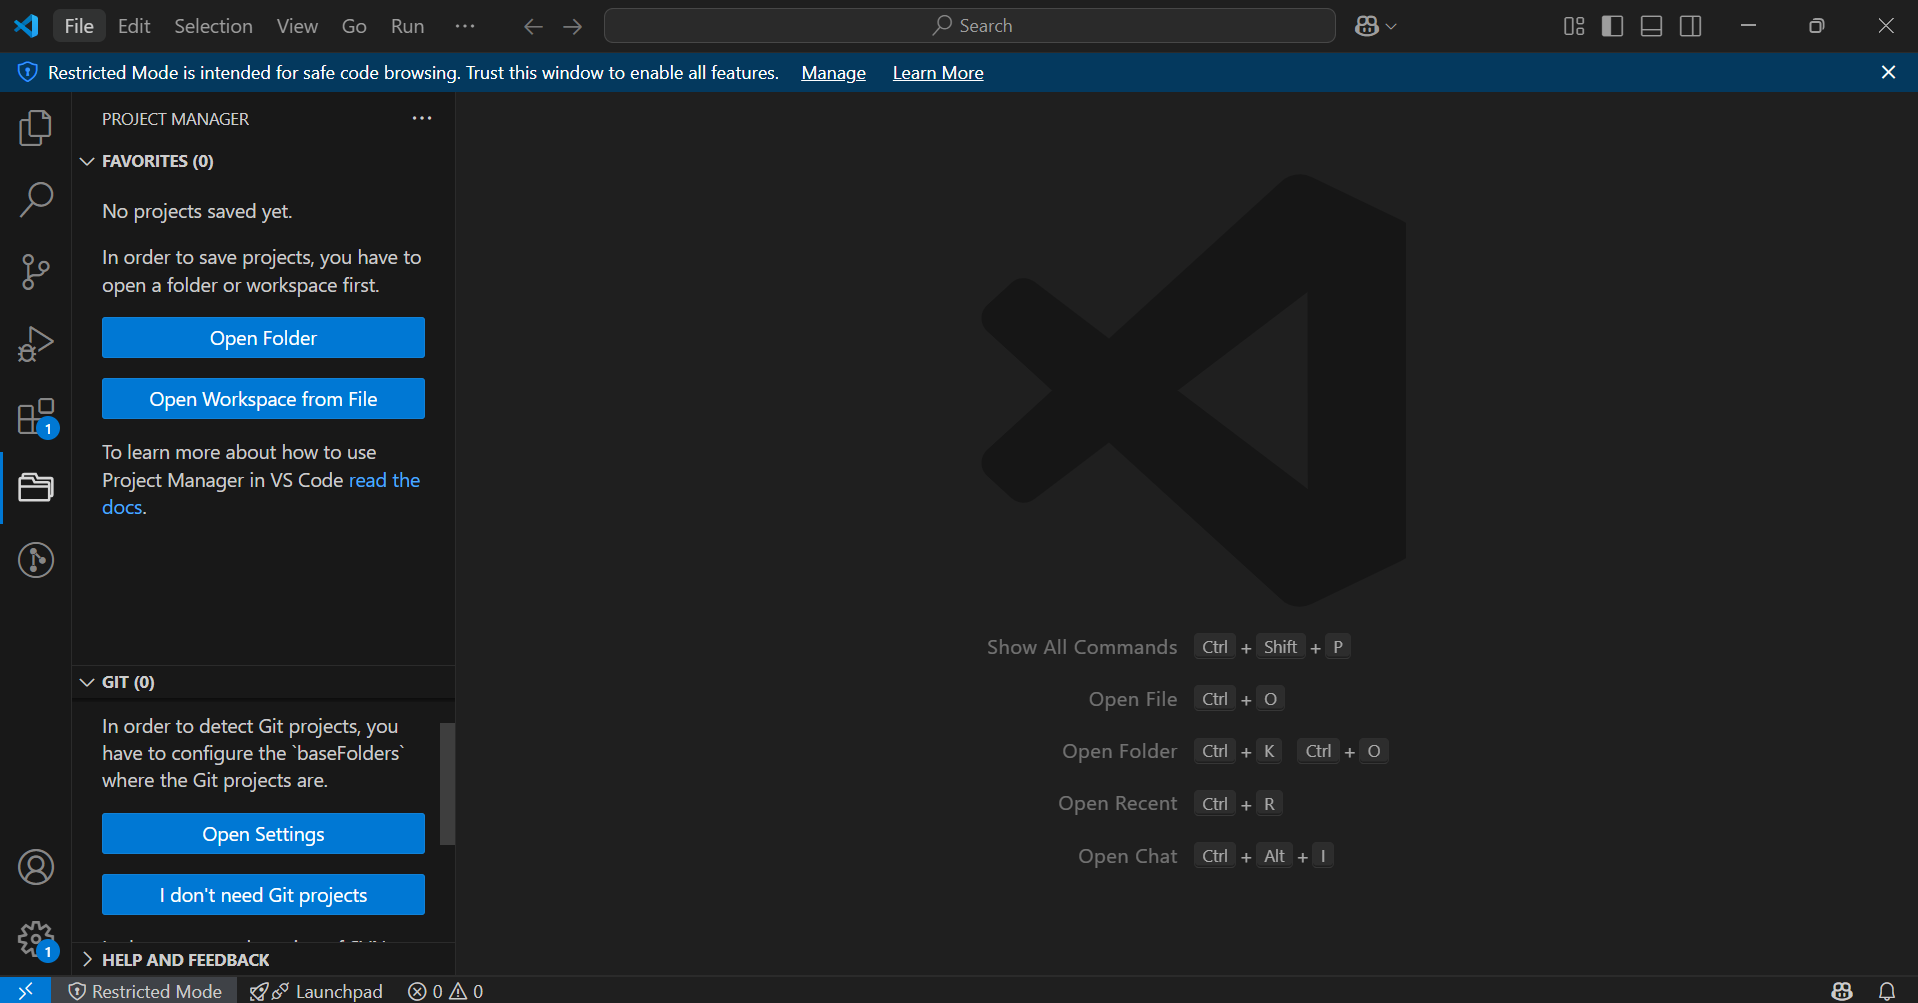 File Edit Selection View Go Run ··· Search
Restricted Mode is intended for safe code browsing. Trust this window to enable all features. Manage Learn More
PROJECT MANAGER ···
FAVORITES (0)
No projects saved yet.
In order to save projects, you have to
open a folder or workspace first.
Open Folder
Open Workspace from File
To learn more about how to use
Project Manager in VS Code read the
docs.
1
GIT (0)
In order to detect Git projects, you
have to configure the `baseFolders`
where the Git projects are.
Open Settings
I don't need Git projects
HELP AND FEEDBACK
1
Show All Commands Ctrl + Shift + P
Open File Ctrl + O
Open Folder Ctrl + K Ctrl + O
Open Recent Ctrl + R
Open Chat Ctrl + Alt + I
Restricted Mode Launchpad 0 0